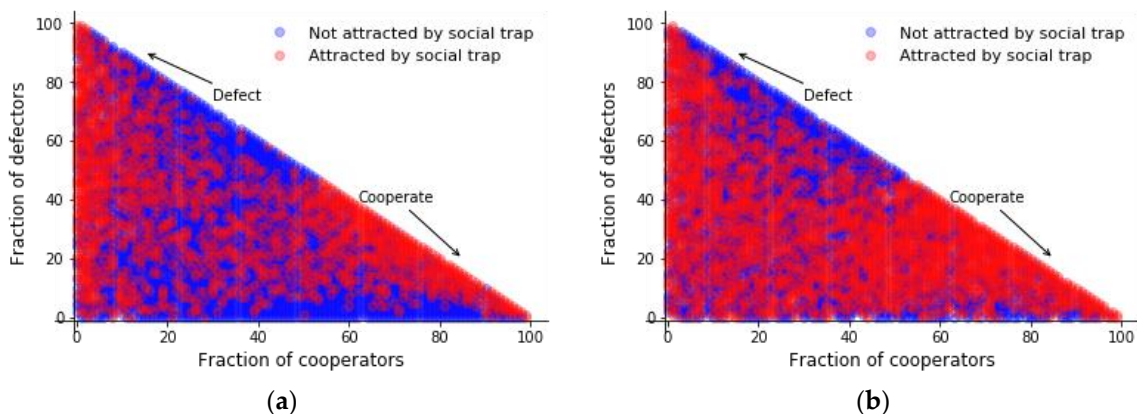 100
80
60
40
20
0
Fraction of defectors
Not attracted by social trap
Attracted by social trap
Defect
Cooperate
0 20 40 60 80 100
Fraction of cooperators
(a)
100
80
60
40
20
0
Fraction of defectors
Not attracted by social trap
Attracted by social trap
Defect
Cooperate
0 20 40 60 80 100
Fraction of cooperators
(b)